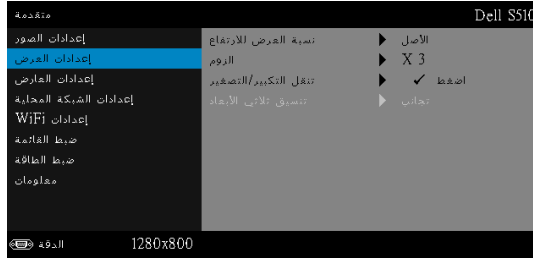 متقدمة
Dell S510
إعدادات الصور
إعدادات العرض
إعدادات العارض
إعدادات الشبكة المحلية
إعدادات WiFi
ضبط القائمة
ضبط الطاقة
معلومات
نسبة العرض للارتفاع ▶ الأصل
الزوم ▶ X 3
تنقل التكبير/التصغير ▶ ✓ اضغط
تنسيق ثلاثي الأبعاد ▶ تجانب
الدقة 1280x800